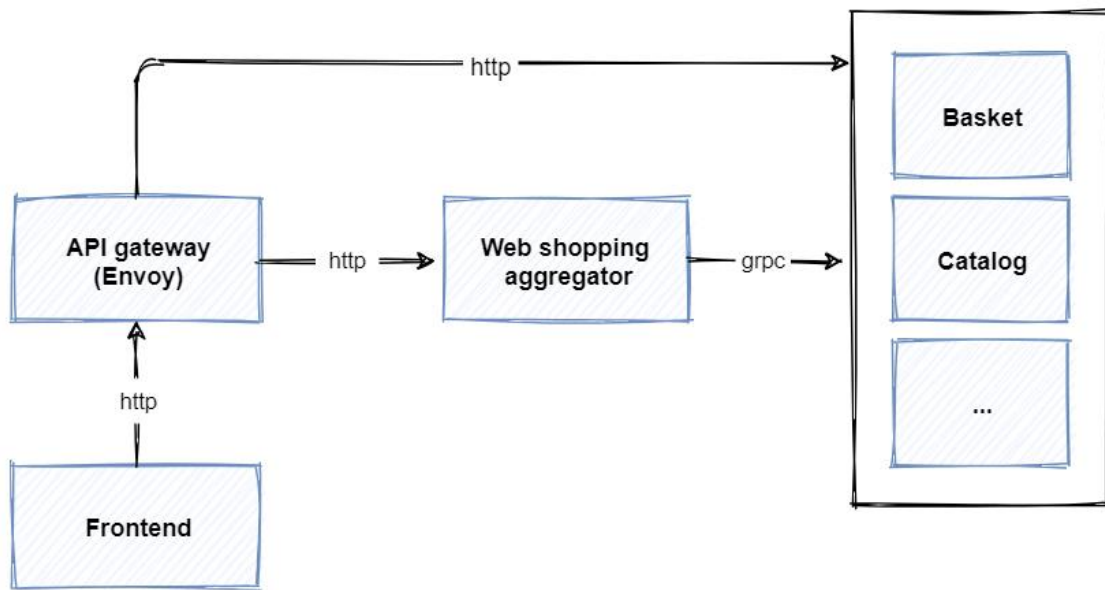 http
Basket
API gateway
(Envoy)
http
Web shopping
aggregator
grpc
Catalog
http
...
Frontend